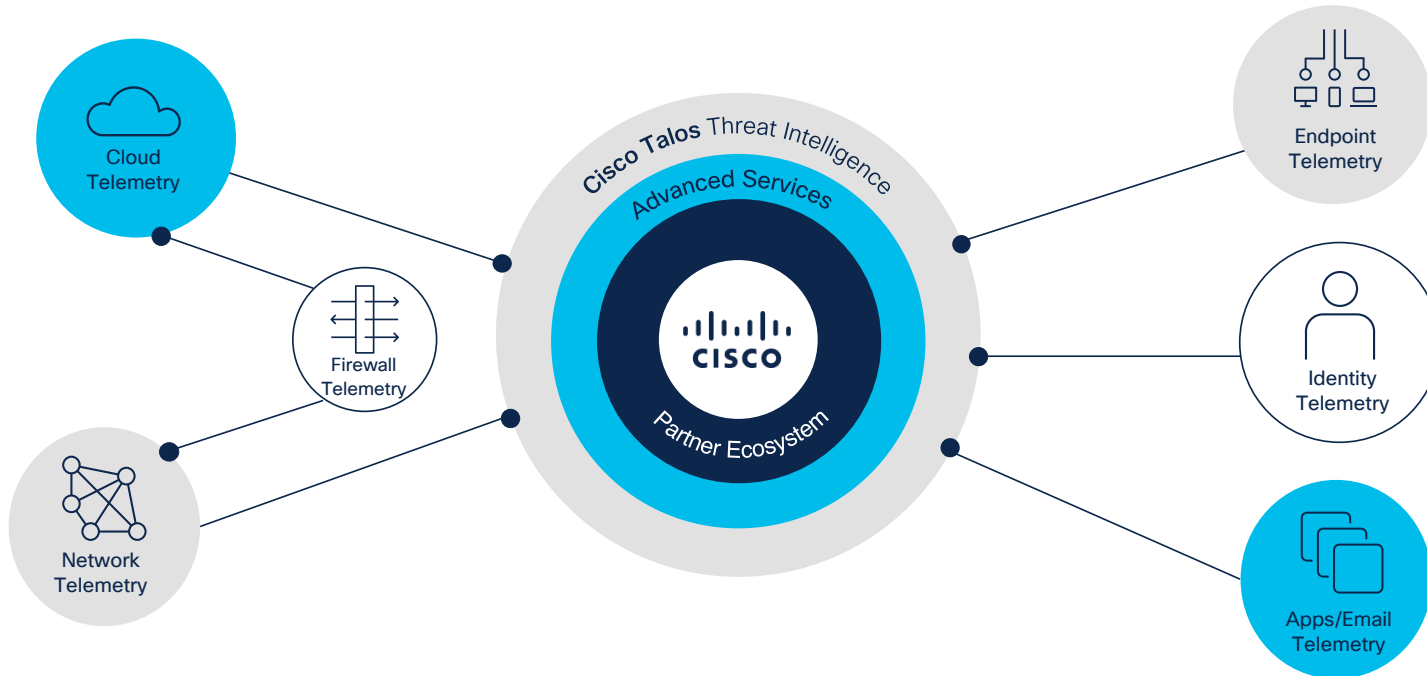 Cloud
Telemetry
Firewall
Telemetry
Network
Telemetry
Cisco Talos Threat Intelligence
Advanced Services
CISCO
Partner Ecosystem
Endpoint
Telemetry
Identity
Telemetry
Apps/Email
Telemetry